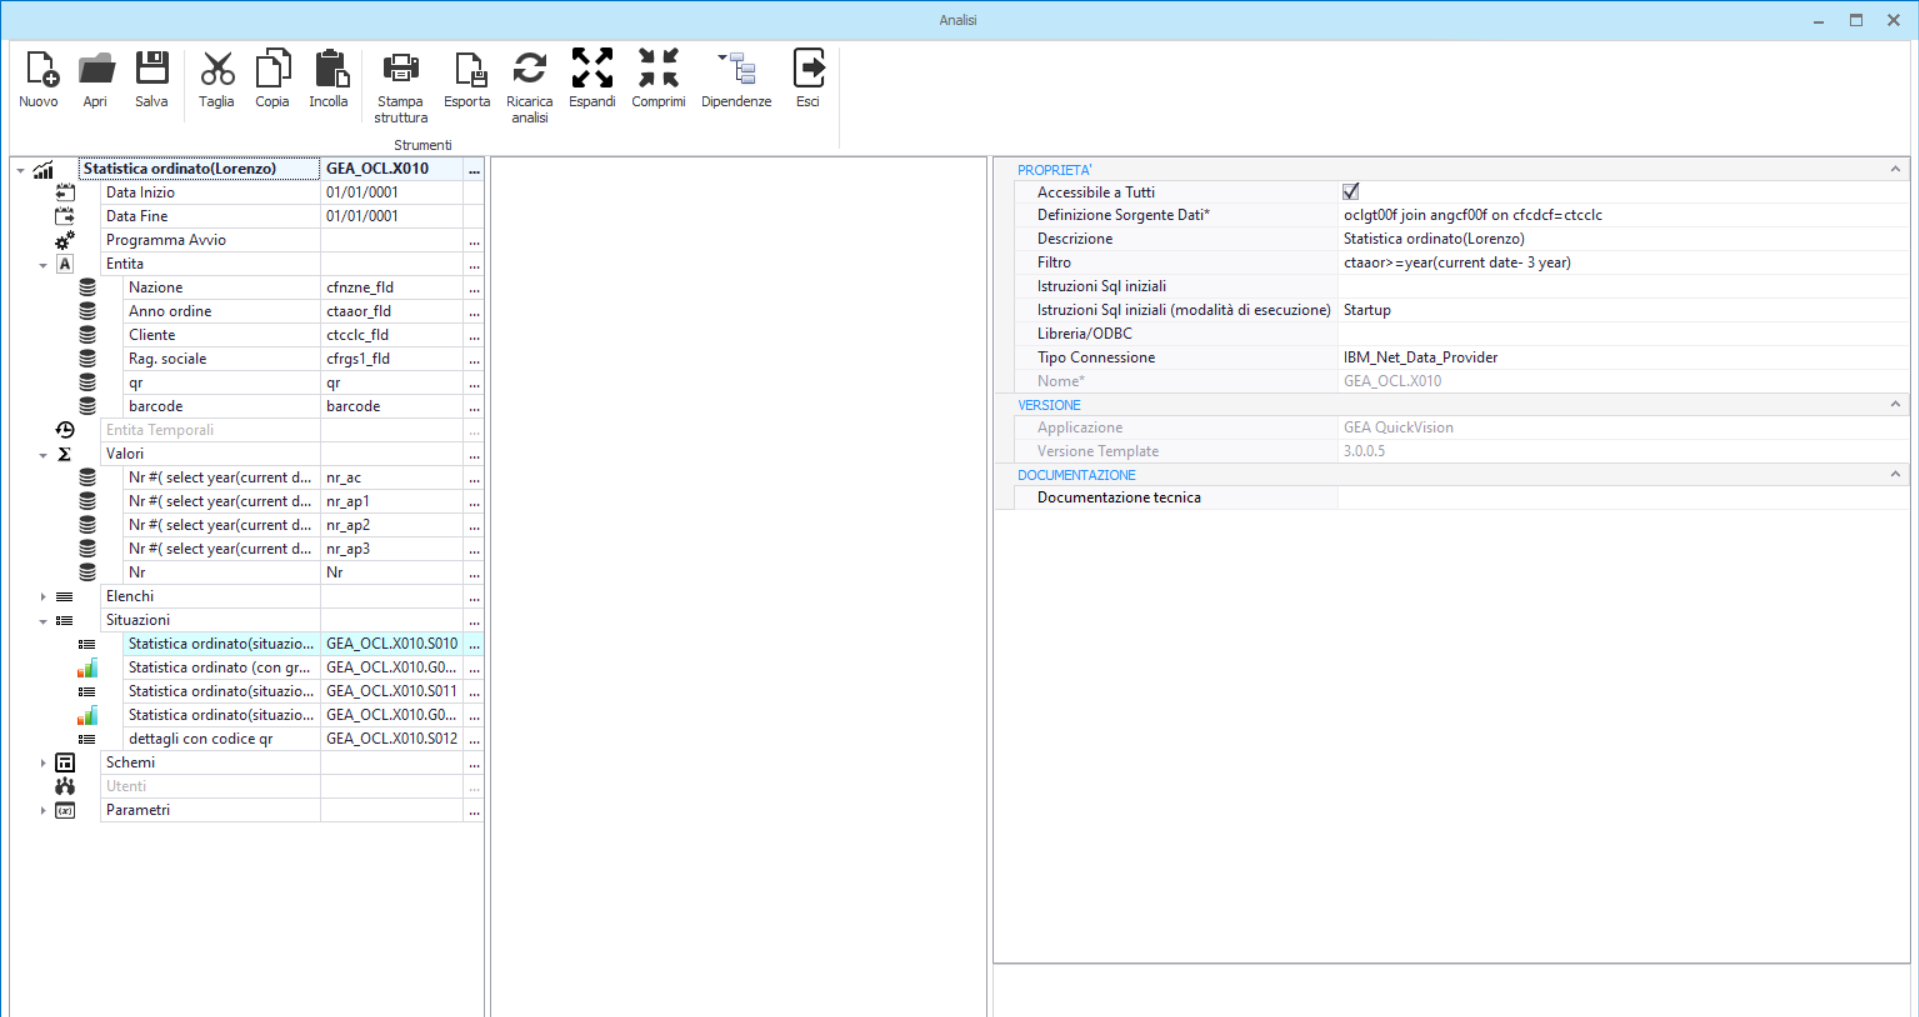 Analisi
Nuovo
Apri
Salva
Taglia
Copia
Incolla
Stampa struttura
Esporta
Ricarica analisi
Espandi
Comprimi
Dipendenze
Esci
Strumenti
Statistica ordinato(Lorenzo) GEA_OCL.X010 ...
Data Inizio 01/01/0001
Data Fine 01/01/0001
Programma Avvio ...
A Entita ...
Nazione cfnzne_fld ...
Anno ordine ctaaor_fld ...
Cliente ctcclc_fld ...
Rag. sociale cfrgs1_fld ...
qr qr ...
barcode barcode ...
Entita Temporali ...
Σ Valori ...
Nr #( select year(current d... nr_ac ...
Nr #( select year(current d... nr_ap1 ...
Nr #( select year(current d... nr_ap2 ...
Nr #( select year(current d... nr_ap3 ...
Nr Nr ...
Elenchi ...
Situazioni ...
Statistica ordinato(situazio... GEA_OCL.X010.S010 ...
Statistica ordinato (con gr... GEA_OCL.X010.G0... ...
Statistica ordinato(situazio... GEA_OCL.X010.S011 ...
Statistica ordinato(situazio... GEA_OCL.X010.G0... ...
dettagli con codice qr GEA_OCL.X010.S012 ...
Schemi ...
Utenti ...
(x) Parametri ...
PROPRIETA'
Accessibile a Tutti
Definizione Sorgente Dati* oclgt00f join angcf00f on cfcdcf=ctcclc
Descrizione Statistica ordinato(Lorenzo)
Filtro ctaaor>=year(current date- 3 year)
Istruzioni Sql iniziali
Istruzioni Sql iniziali (modalità di esecuzione) Startup
Libreria/ODBC
Tipo Connessione IBM_Net_Data_Provider
Nome* GEA_OCL.X010
VERSIONE
Applicazione GEA QuickVision
Versione Template 3.0.0.5
DOCUMENTAZIONE
Documentazione tecnica